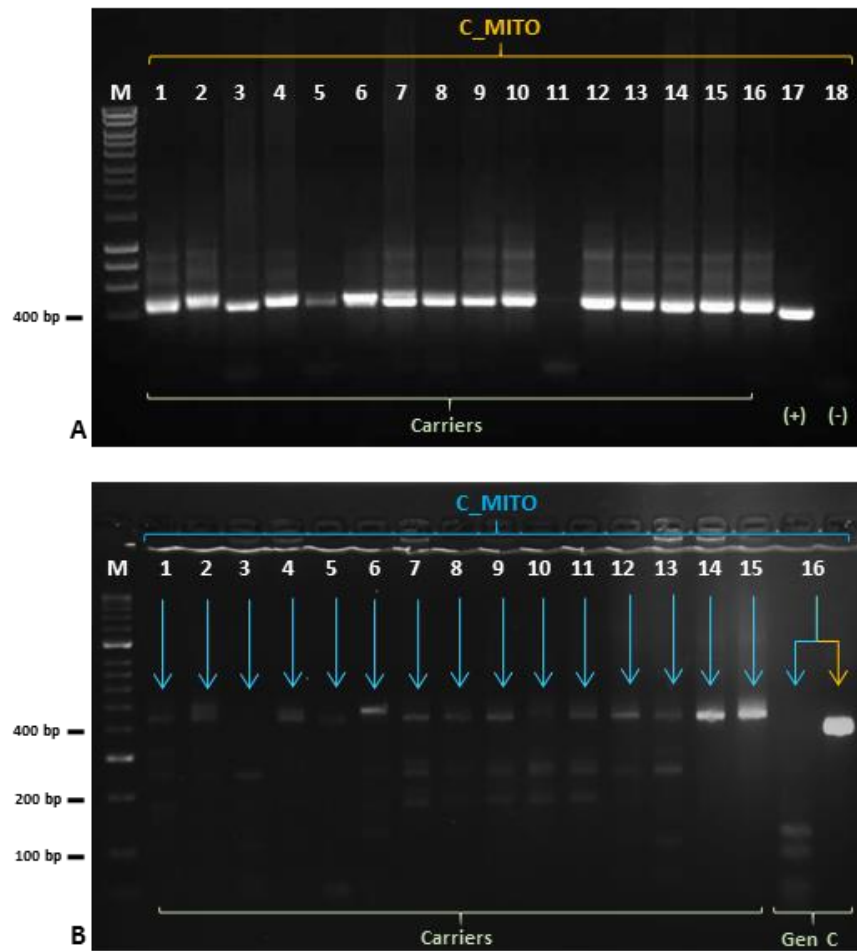 C_MITO
M 1 2 3 4 5 6 7 8 9 10 11 12 13 14 15 16 17 18
400 bp
Carriers (+) (-)
A
C_MITO
M 1 2 3 4 5 6 7 8 9 10 11 12 13 14 15 16
400 bp
200 bp
100 bp
Carriers Gen C
B